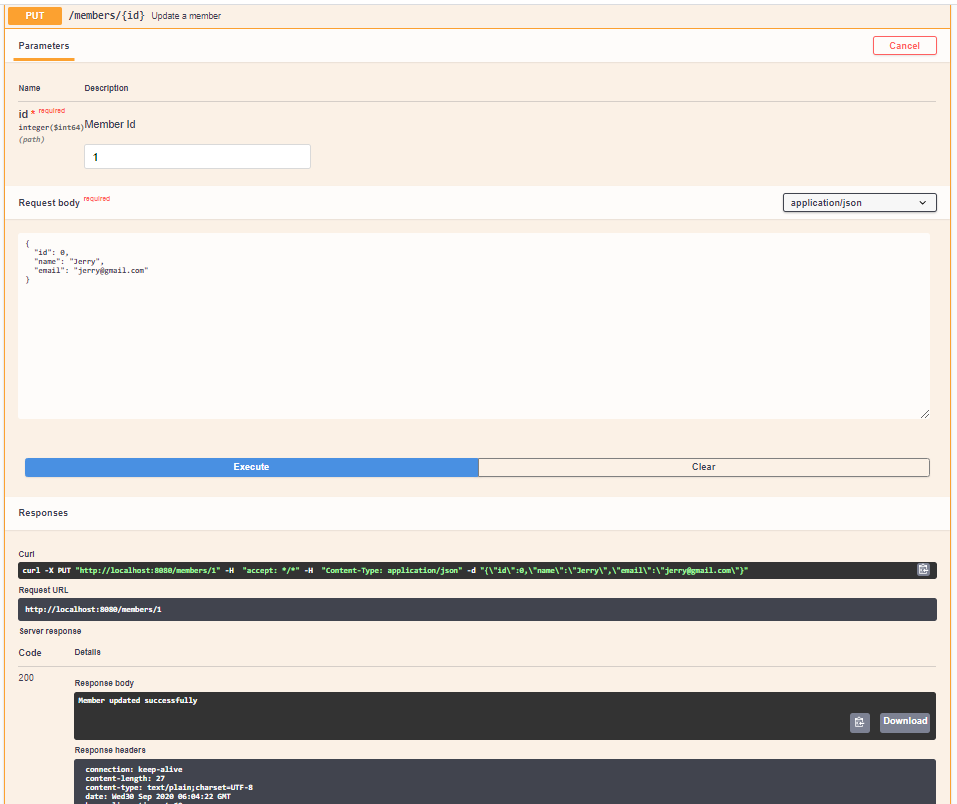 PUT /members/{id} Update a member
Parameters Cancel
Name Description
id * required
integer($int64) Member Id
(path)
1
Request body required application/json
{
"id": 0,
"name": "Jerry",
"email": "jerry@gmail.com"
}
Execute Clear
Responses
Curl
curl -X PUT "http://localhost:8080/members/1" -H "accept: */*" -H "Content-Type: application/json" -d "{\"id\":0,\"name\":\"Jerry\",\"email\":\"jerry@gmail.com\"}"
Request URL
http://localhost:8080/members/1
Server response
Code Details
200
Response body
Member updated successfully
Download
Response headers
connection: keep-alive
content-length: 27
content-type: text/plain;charset=UTF-8
date: Wed30 Sep 2020 06:04:22 GMT